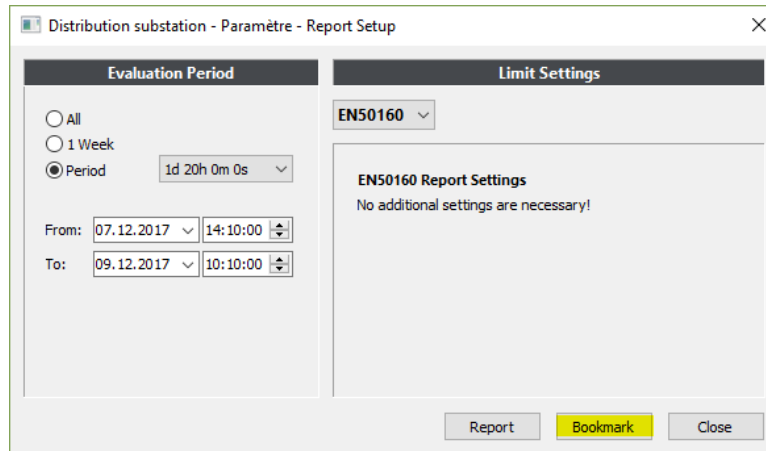 Distribution substation - Paramètre - Report Setup
Evaluation Period
All
1 Week
Period 1d 20h 0m 0s
From: 07.12.2017 14:10:00
To: 09.12.2017 10:10:00
Limit Settings
EN50160
EN50160 Report Settings
No additional settings are necessary!
Report Bookmark Close